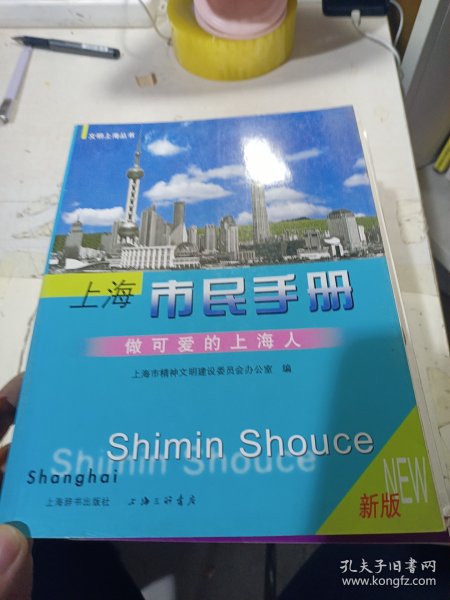 文明上海丛书
上海 市民手册
做可爱的上海人
上海市精神文明建设委员会办公室 编
Shimin Shouce
Shimin Shouce
Shanghai
上海辞书出版社 上海三联书店
NEW
新版
孔夫子旧书网
www.kongfz.com